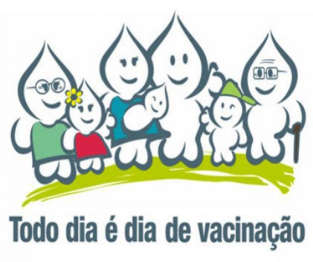 Todo dia é dia de vacinação